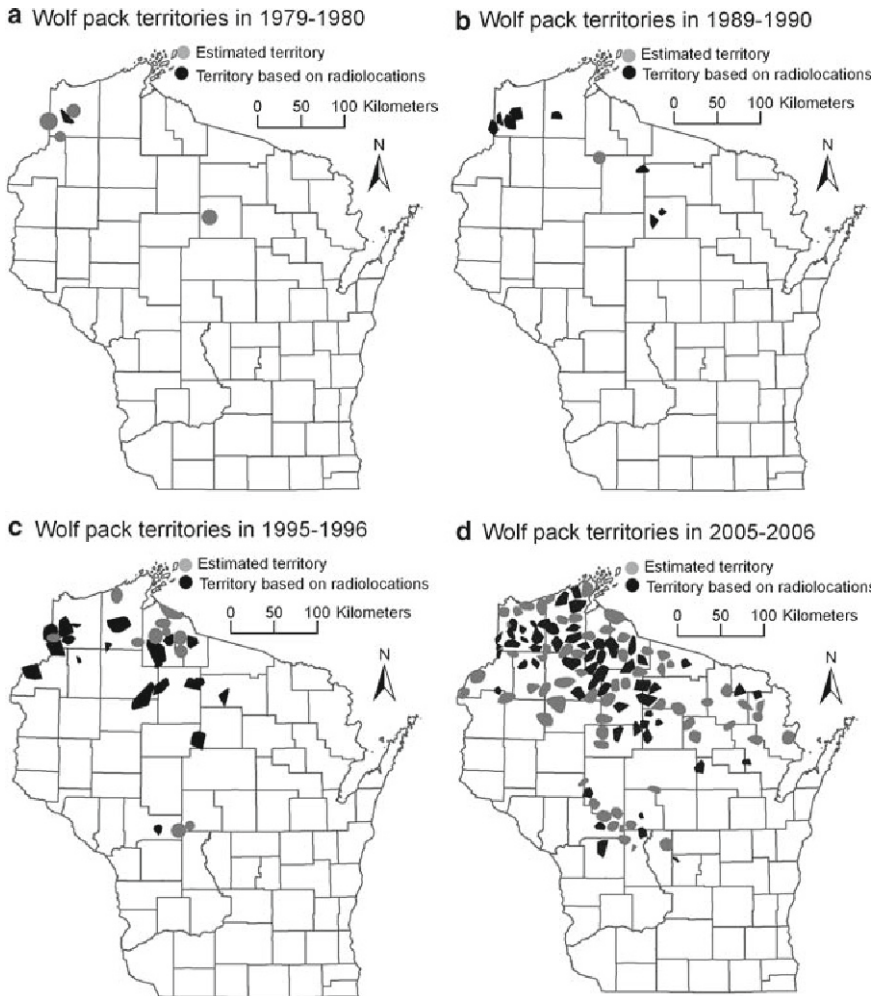 a Wolf pack territories in 1979-1980
Estimated territory
Territory based on radiolocations
0 50 100 Kilometers
N
b Wolf pack territories in 1989-1990
Estimated territory
Territory based on radiolocations
0 50 100 Kilometers
N
c Wolf pack territories in 1995-1996
Estimated territory
Territory based on radiolocations
0 50 100 Kilometers
N
d Wolf pack territories in 2005-2006
Estimated territory
Territory based on radiolocations
0 50 100 Kilometers
N